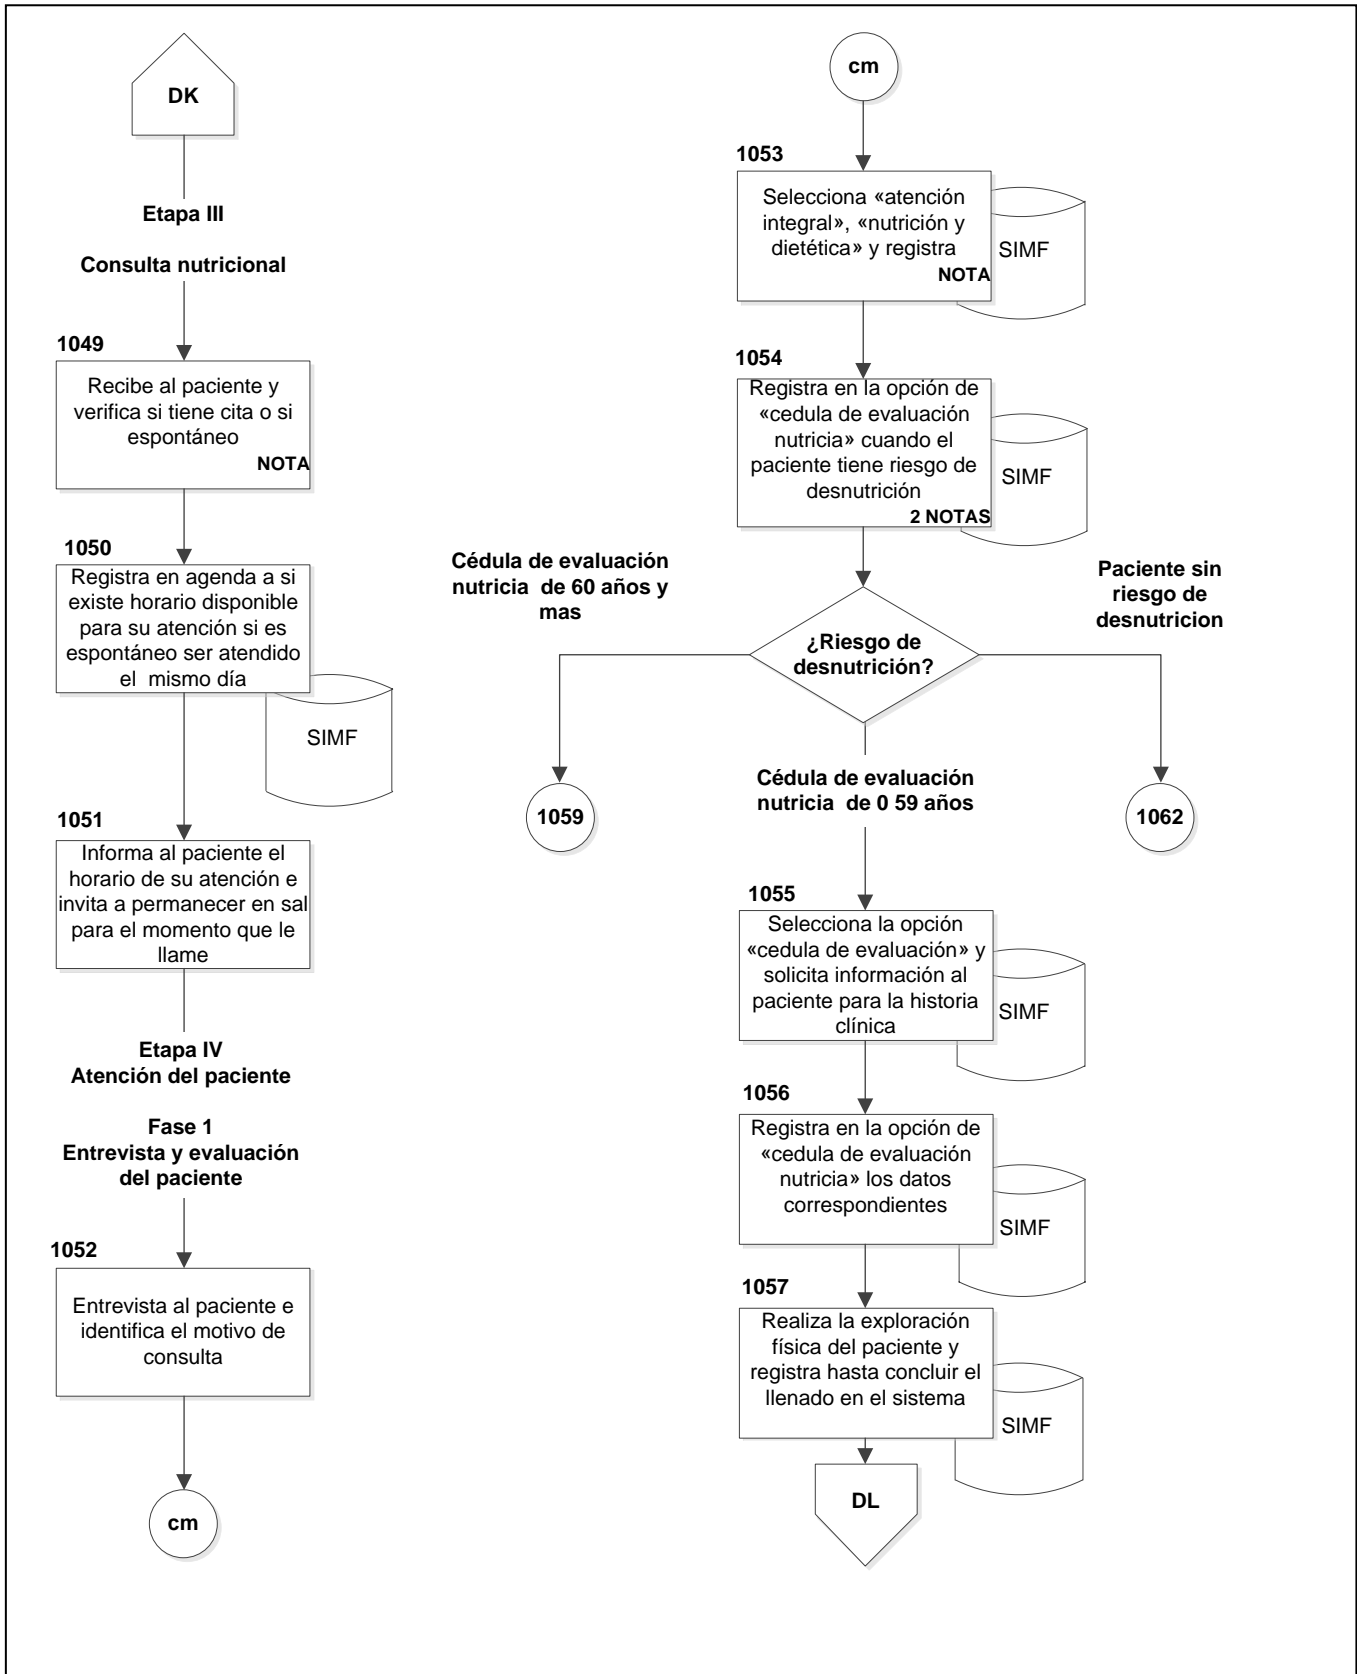 DK
Etapa III
Consulta nutricional
1049
Recibe al paciente y
verifica si tiene cita o si
espontáneo
NOTA
1050
Registra en agenda a si
existe horario disponible
para su atención si es
espontáneo ser atendido
el mismo día
SIMF
1051
Informa al paciente el
horario de su atención e
invita a permanecer en sal
para el momento que le
llame
Etapa IV
Atención del paciente
Fase 1
Entrevista y evaluación
del paciente
1052
Entrevista al paciente e
identifica el motivo de
consulta
cm
cm
1053
Selecciona «atención
integral», «nutrición y
dietética» y registra
NOTA
SIMF
1054
Registra en la opción de
«cedula de evaluación
nutricia» cuando el
paciente tiene riesgo de
desnutrición
2 NOTAS
SIMF
Cédula de evaluación
nutricia de 60 años y
mas
¿Riesgo de
desnutrición?
Paciente sin
riesgo de
desnutricion
1059
Cédula de evaluación
nutricia de 0 59 años
1062
1055
Selecciona la opción
«cedula de evaluación» y
solicita información al
paciente para la historia
clínica
SIMF
1056
Registra en la opción de
«cedula de evaluación
nutricia» los datos
correspondientes
SIMF
1057
Realiza la exploración
física del paciente y
registra hasta concluir el
llenado en el sistema
SIMF
DL